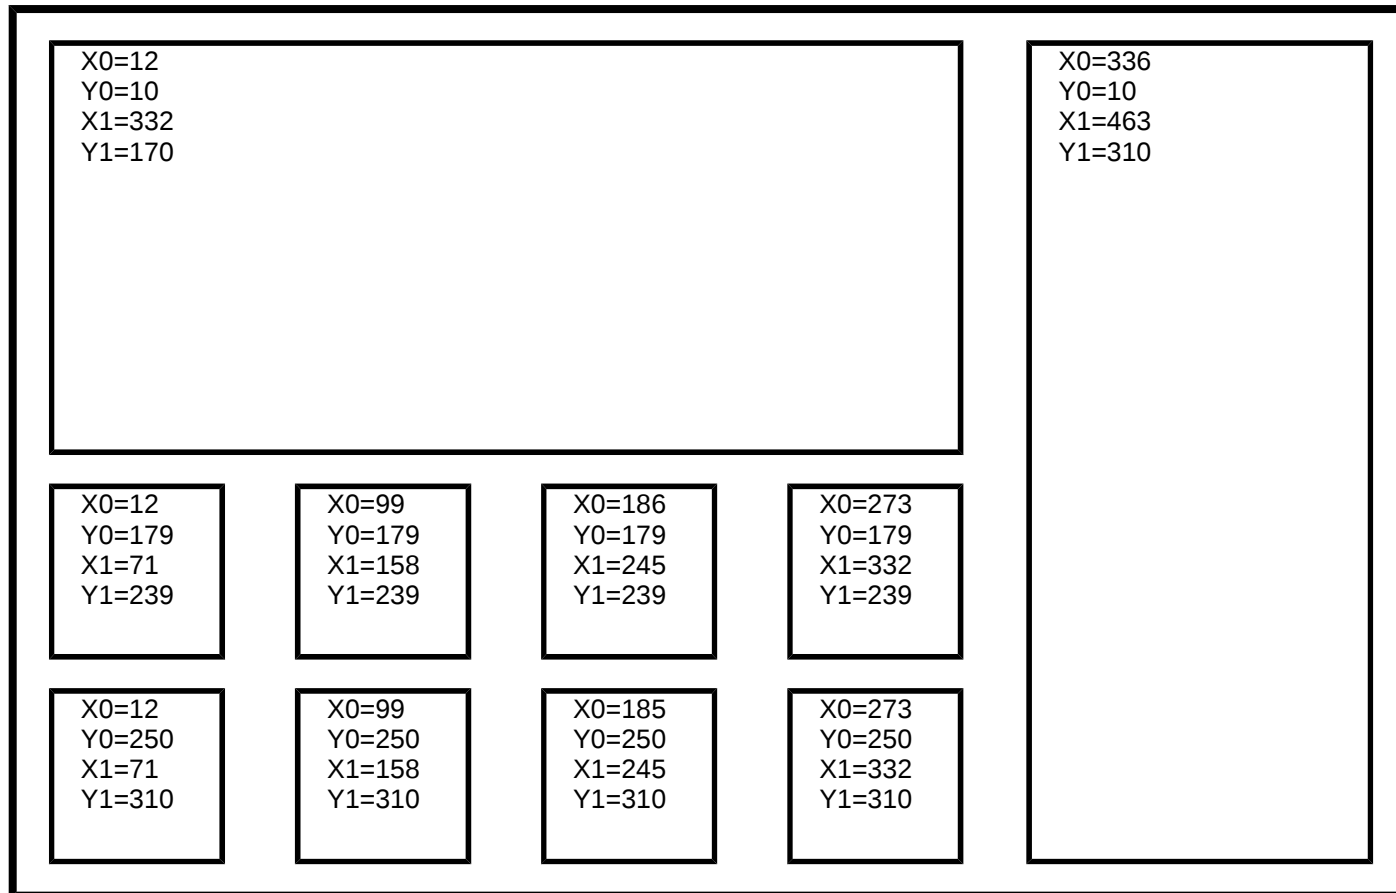 X0=12
Y0=10
X1=332
Y1=170
X0=336
Y0=10
X1=463
Y1=310
X0=12
Y0=179
X1=71
Y1=239
X0=99
Y0=179
X1=158
Y1=239
X0=186
Y0=179
X1=245
Y1=239
X0=273
Y0=179
X1=332
Y1=239
X0=12
Y0=250
X1=71
Y1=310
X0=99
Y0=250
X1=158
Y1=310
X0=185
Y0=250
X1=245
Y1=310
X0=273
Y0=250
X1=332
Y1=310